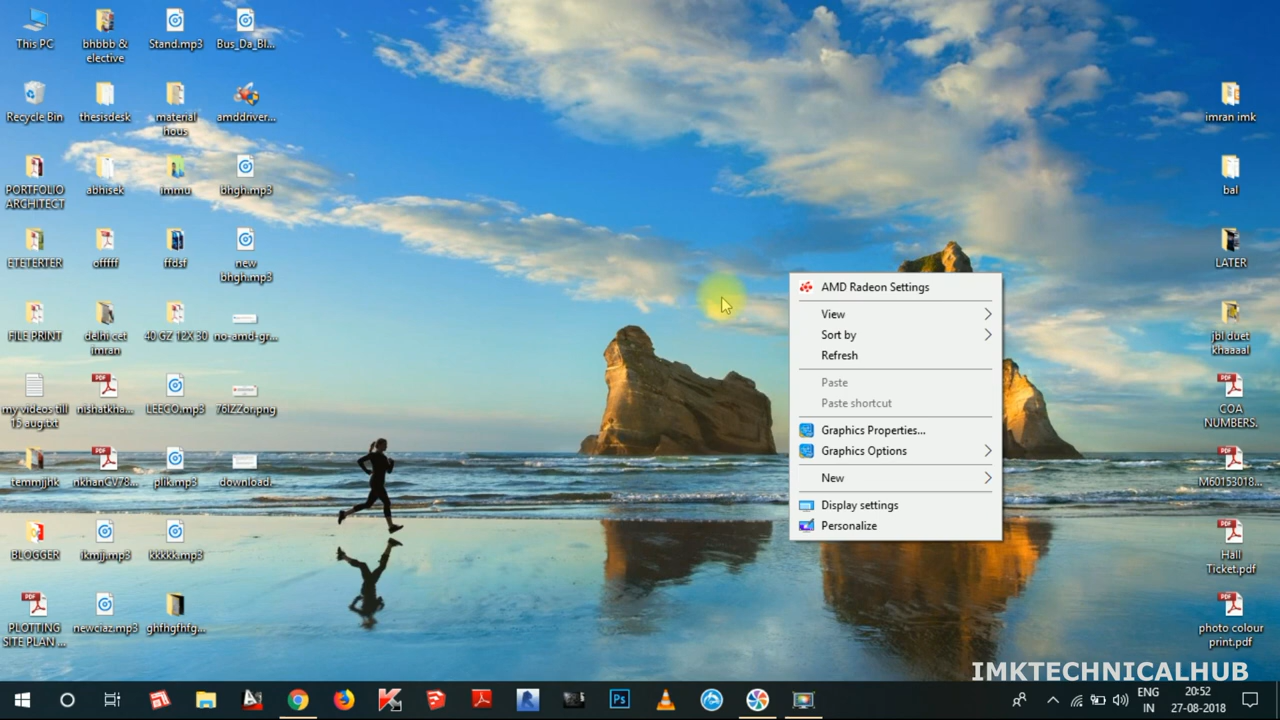 This PC
bhbbb &
elective
Stand.mp3
Bus_Da_Bl...
Recycle Bin
thesisdesk
material
hous
amddriver...
PORTFOLIO
ARCHITECT
abhisek
immu
bhgh.mp3
ETETERTER
offfff
ffdsf
new
bhgh.mp3
FILE PRINT
delhi cet
imran
40 GZ 12X 30
no-amd-gr...
my videos till
15 aug.txt
nishatkha...
LEECO.mp3
76IZZon.png
temmjjhk
nkhanCV78...
plik.mp3
download.
BLOGGER
ikmjj.mp3
kkkkk.mp3
PLOTTING
SITE PLAN ...
newciaz.mp3
ghfhgfhfg...
AMD Radeon Settings
View
Sort by
Refresh
Paste
Paste shortcut
Graphics Properties...
Graphics Options
New
Display settings
Personalize
imran imk
bal
LATER
jbl duet
khaaaal
COA
NUMBERS.
M60153018...
Hall
Ticket.pdf
photo colour
print.pdf
IMKTECHNICALHUB
ENG
IN
20:52
27-08-2018